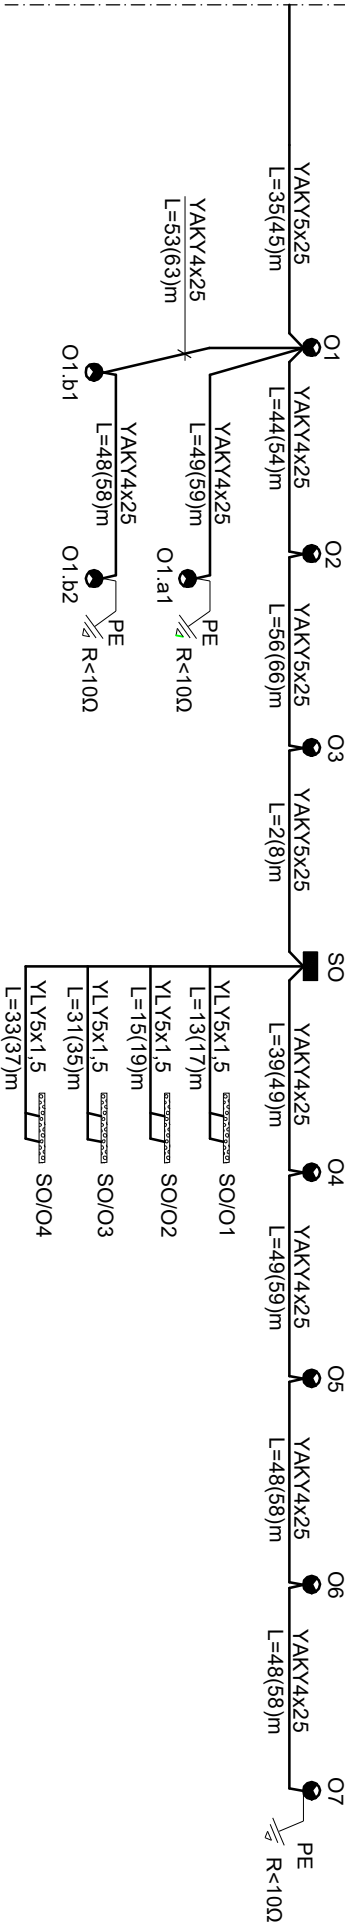 YAKY5x25
L=35(45)m
O1
YAKY4x25
L=44(54)m
O2
YAKY5x25
L=56(66)m
O3
YAKY5x25
L=2(8)m
SO
YAKY4x25
L=39(49)m
O4
YAKY4x25
L=49(59)m
O5
YAKY4x25
L=48(58)m
O6
YAKY4x25
L=48(58)m
O7
PE
R<10Ω
YAKY4x25
L=53(63)m
YAKY4x25
L=49(59)m
O1.a1
PE
R<10Ω
O1.b1
YAKY4x25
L=48(58)m
O1.b2
PE
R<10Ω
YLY5x1,5
L=13(17)m
SO/O1
YLY5x1,5
L=15(19)m
SO/O2
YLY5x1,5
L=31(35)m
SO/O3
YLY5x1,5
L=33(37)m
SO/O4